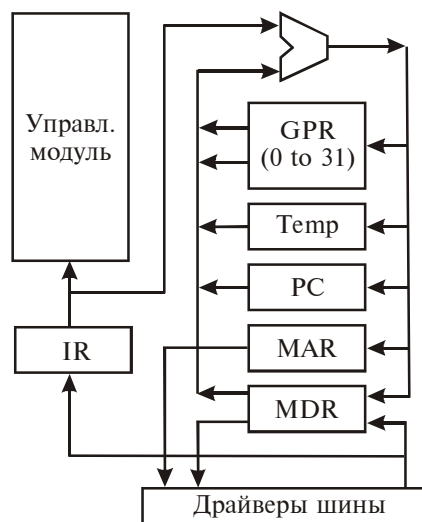 Управл.
модуль
GPR
(0 to 31)
Temp
PC
IR
MAR
MDR
Драйверы шины